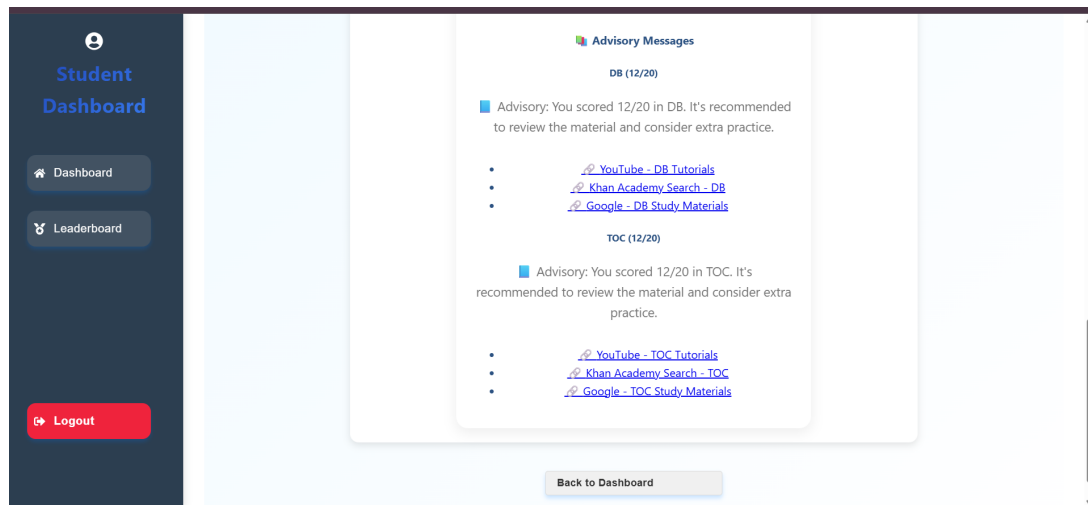 Student
Dashboard
Dashboard
Leaderboard
Logout
Advisory Messages
DB (12/20)
Advisory: You scored 12/20 in DB. It's recommended
to review the material and consider extra practice.
YouTube - DB Tutorials
Khan Academy Search - DB
Google - DB Study Materials
TOC (12/20)
Advisory: You scored 12/20 in TOC. It's
recommended to review the material and consider extra
practice.
YouTube - TOC Tutorials
Khan Academy Search - TOC
Google - TOC Study Materials
Back to Dashboard